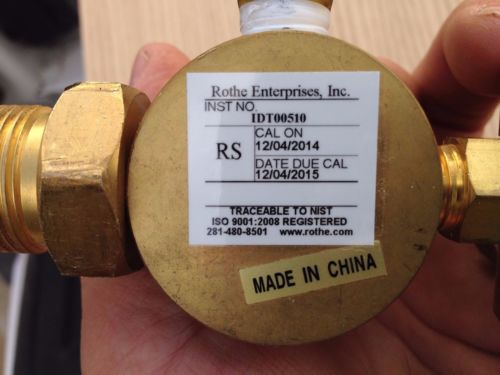 Rothe Enterprises, Inc.
INST NO.
IDT00510
RS
CAL ON
12/04/2014
DATE DUE CAL
12/04/2015
TRACEABLE TO NIST
ISO 9001:2008 REGISTERED
281-480-8501 www.rothe.com
MADE IN CHINA